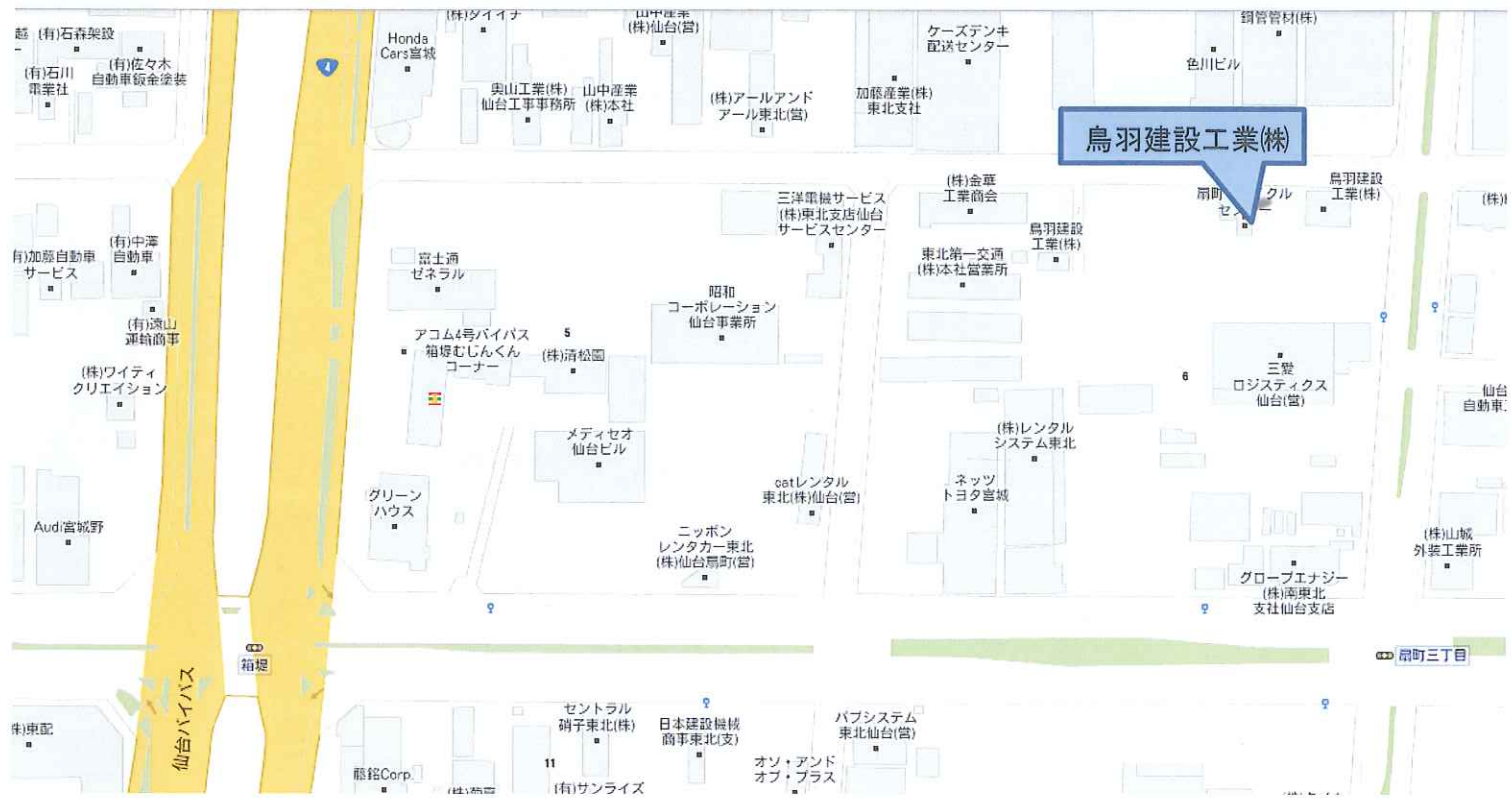 (有)石森架設
(有)石川
電業社
(有)佐々木
自動車鈑金塗装
4
Honda
Cars宮城
(株)ダイイチ
奥山工業(株)
仙台工事事務所
山中産業
(株)本社
山中産業
(株)仙台(営)
(株)アールアンド
アール東北(営)
ケーズデンキ
配送センター
加藤産業(株)
東北支社
色川ビル
鋼管管材(株)
鳥羽建設工業(株)
(有)加藤自動車
サービス
(有)中澤
自動車
(有)遠山
運輸商事
(株)ワイティ
クリエイション
Audi宮城野
富士通
ゼネラル
アコム4号バイパス
箱堤むじんくん
コーナー
5
(株)清松園
昭和
コーポレーション
仙台事業所
三洋電機サービス
(株)東北支店仙台
サービスセンター
(株)金華
工業商会
東北第一交通
(株)本社営業所
鳥羽建設
工業(株)
鳥羽建設
工業(株)
6
三愛
ロジスティクス
仙台(営)
メディセオ
仙台ビル
グリーン
ハウス
catレンタル
東北(株)仙台(営)
ニッポン
レンタカー東北
(株)仙台扇町(営)
(株)レンタル
システム東北
ネッツ
トヨタ宮城
グローブエナジー
(株)南東北
支社仙台支店
(株)山城
外装工業所
箱堤
仙台バイパス
扇町三丁目
(株)東配
藤銘Corp.
11
セントラル
硝子東北(株)
(有)サンライズ
日本建設機械
商事東北(支)
オソ・アンド
オブ・プラス
パブシステム
東北仙台(営)